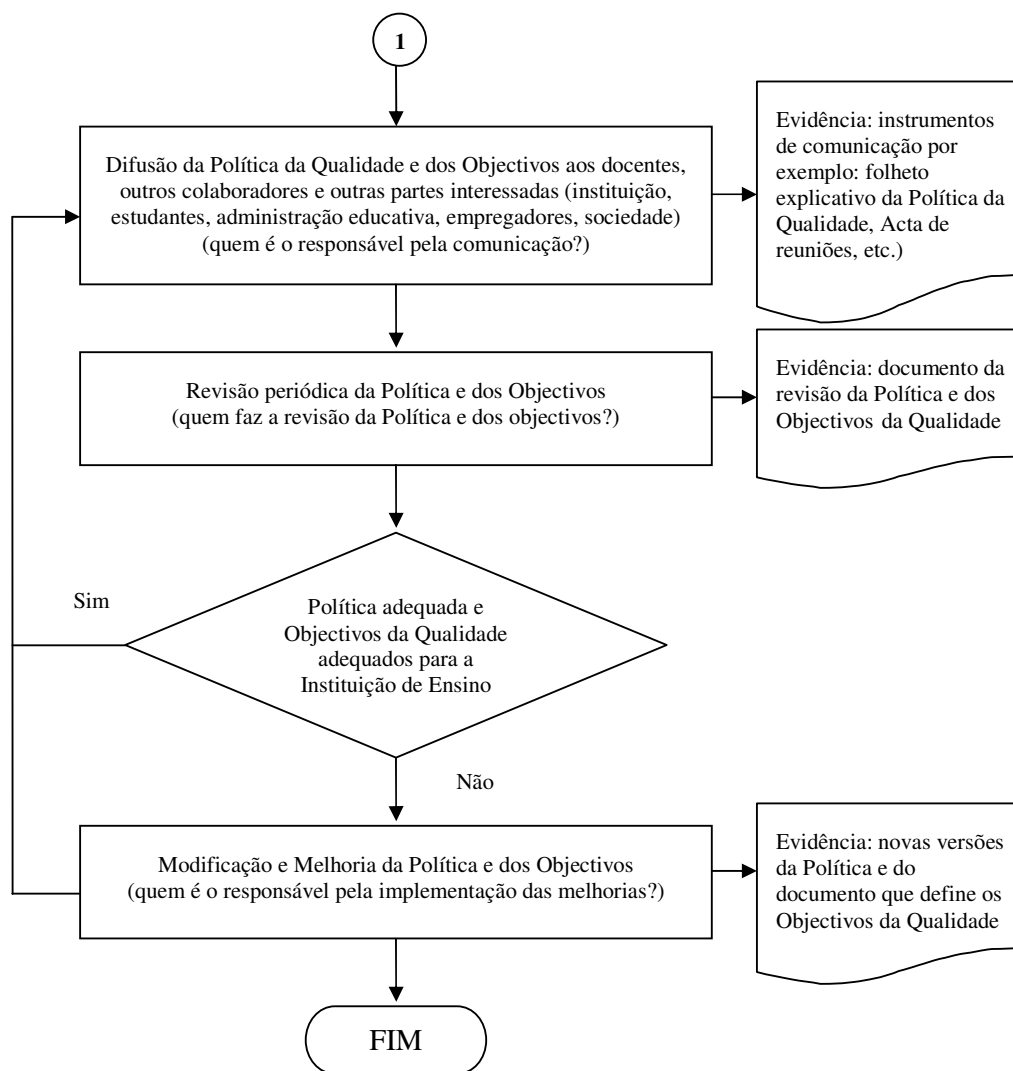 1
Difusão da Política da Qualidade e dos Objectivos aos docentes,
outros colaboradores e outras partes interessadas (instituição,
estudantes, administração educativa, empregadores, sociedade)
(quem é o responsável pela comunicação?)
Evidência: instrumentos
de comunicação por
exemplo: folheto
explicativo da Política da
Qualidade, Acta de
reuniões, etc.)
Revisão periódica da Política e dos Objectivos
(quem faz a revisão da Política e dos objectivos?)
Evidência: documento da
revisão da Política e dos
Objectivos da Qualidade
Sim
Política adequada e
Objectivos da Qualidade
adequados para a
Instituição de Ensino
Não
Modificação e Melhoria da Política e dos Objectivos
(quem é o responsável pela implementação das melhorias?)
Evidência: novas versões
da Política e do
documento que define os
Objectivos da Qualidade
FIM